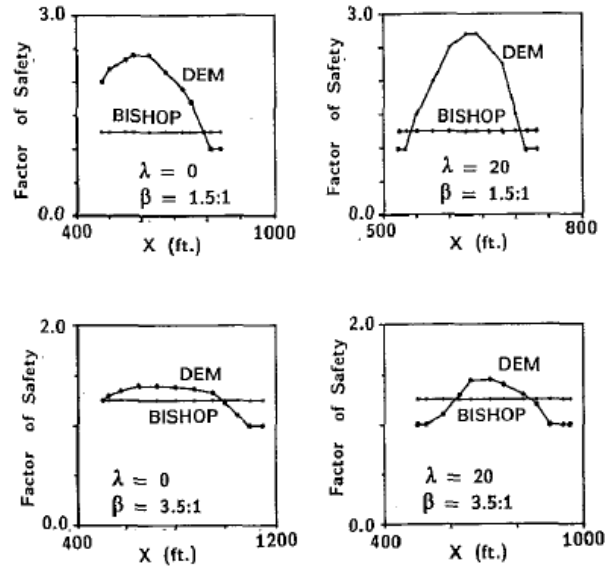 3.0
Factor of Safety
DEM
BISHOP
λ = 0
β = 1.5:1
0.0
400
1000
X (ft.)
3.0
Factor of Safety
DEM
BISHOP
λ = 20
β = 1.5:1
0.0
500
800
X (ft.)
2.0
Factor of Safety
DEM
BISHOP
λ = 0
β = 3.5:1
0.0
400
1200
X (ft.)
2.0
Factor of Safety
DEM
BISHOP
λ = 20
β = 3.5:1
0.0
400
1000
X (ft.)